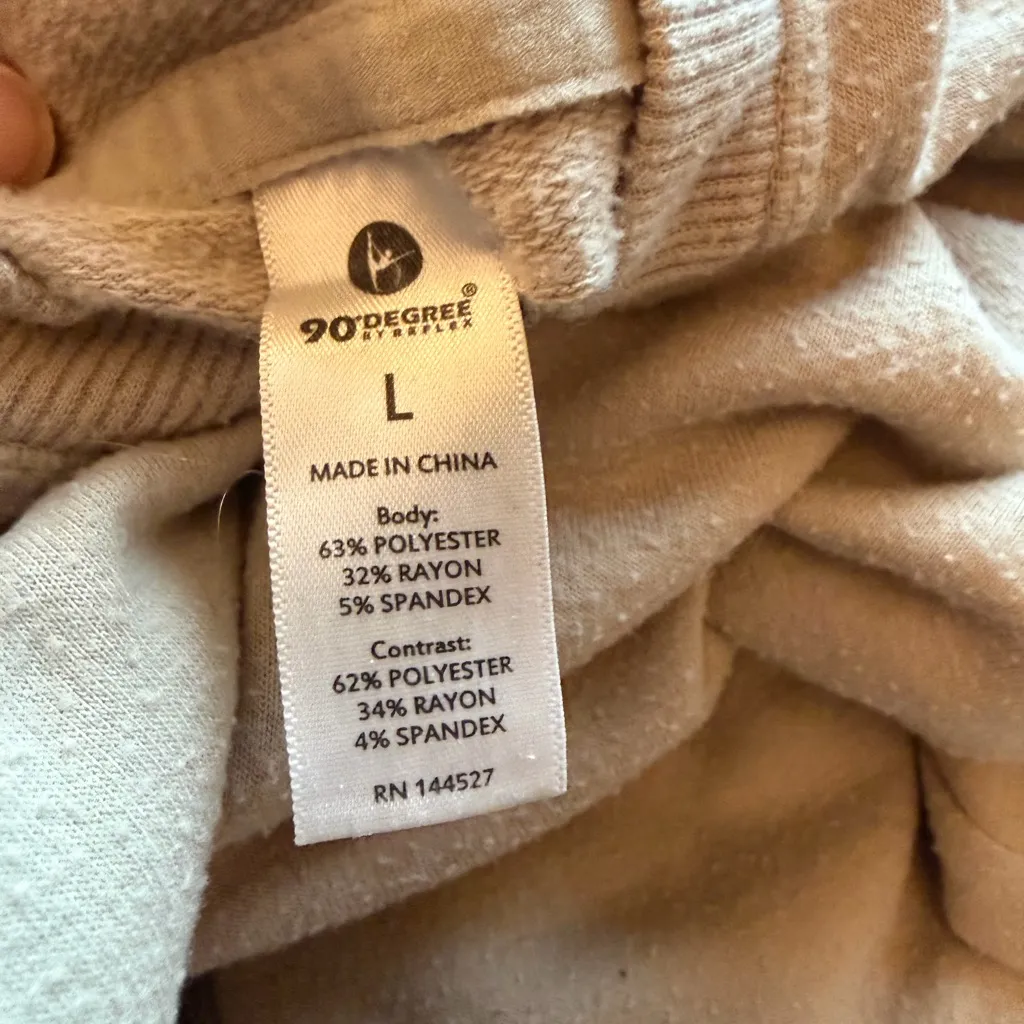 90°DEGREE®
BY REFLEX
L
MADE IN CHINA
Body:
63% POLYESTER
32% RAYON
5% SPANDEX
Contrast:
62% POLYESTER
34% RAYON
4% SPANDEX
RN 144527